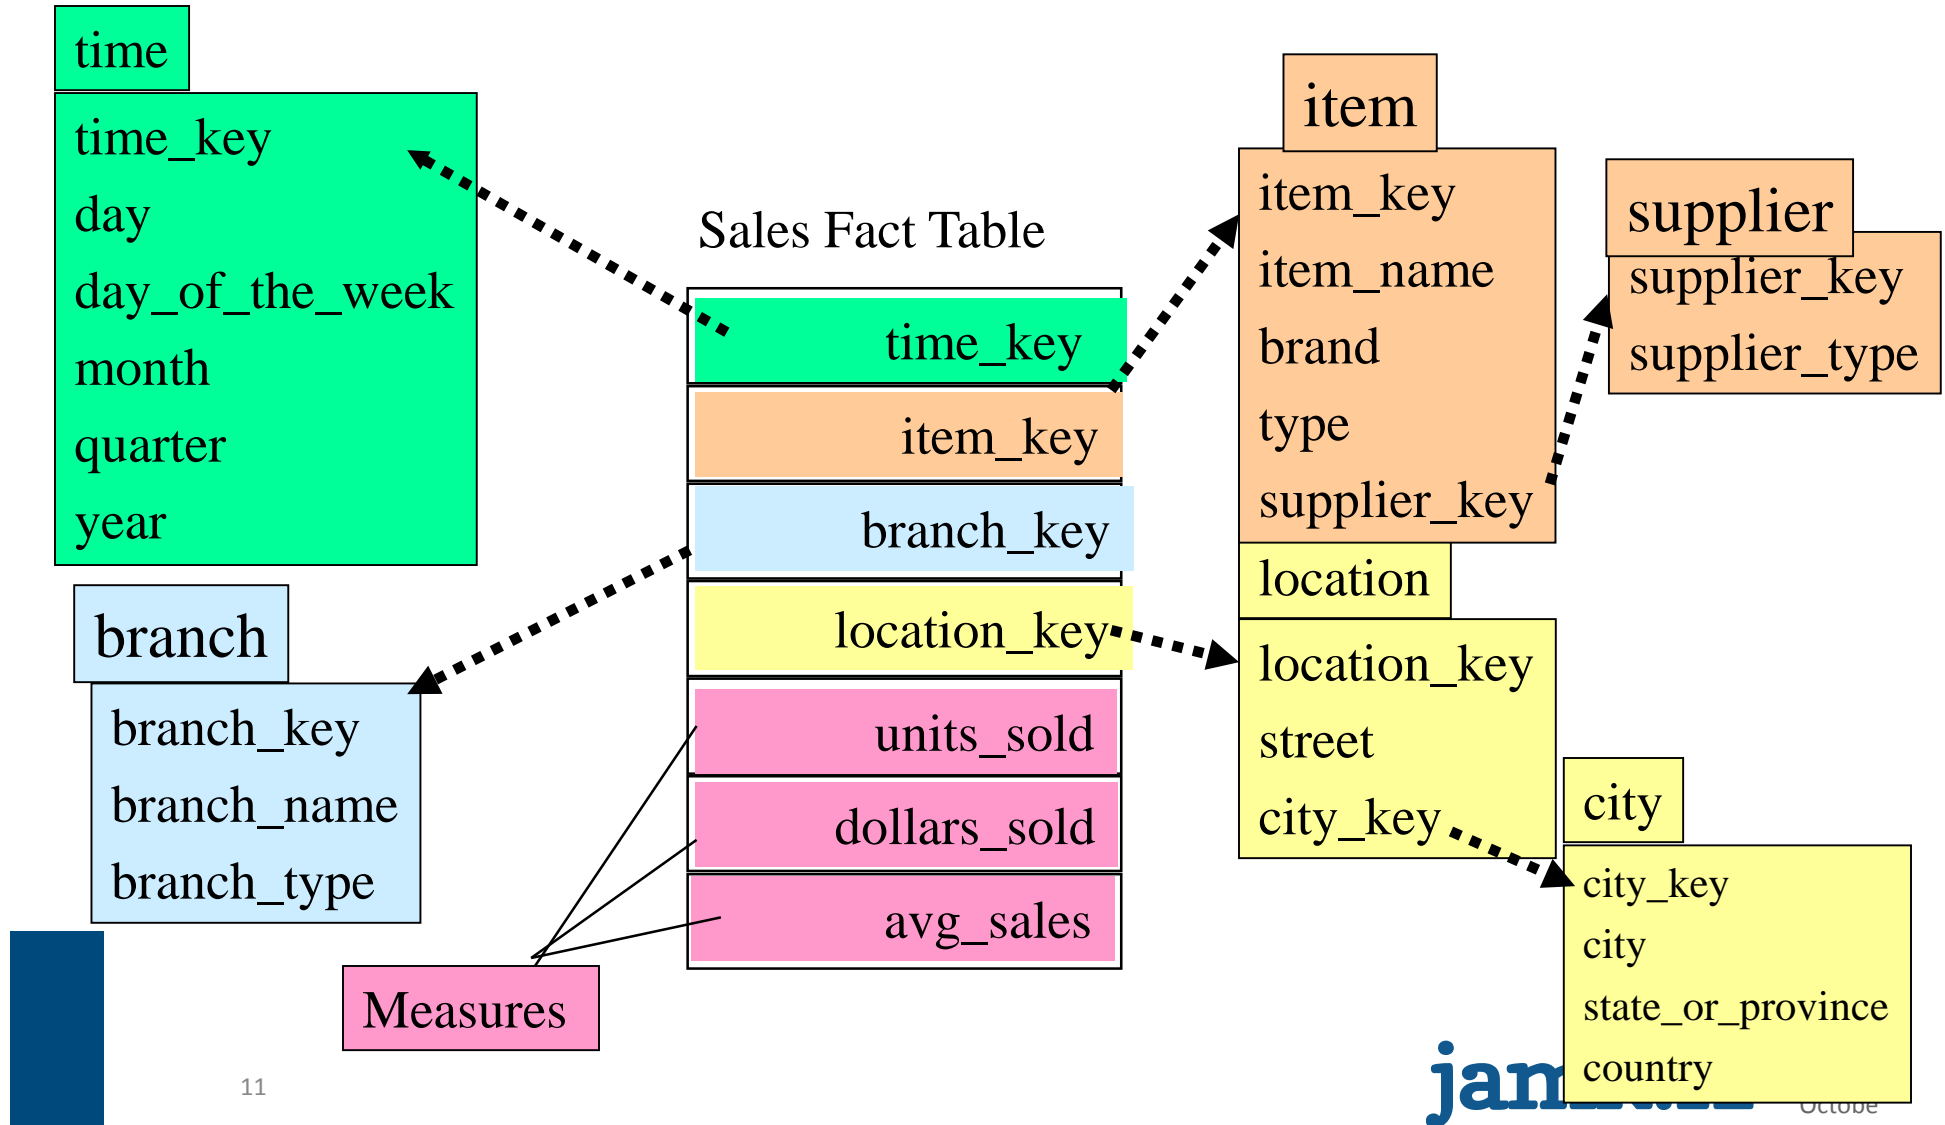 time
time_key
day
day_of_the_week
month
quarter
year
branch
branch_key
branch_name
branch_type
Sales Fact Table
time_key
item_key
branch_key
location_key
units_sold
dollars_sold
avg_sales
Measures
item
item_key
item_name
brand
type
supplier_key
supplier
supplier_key
supplier_type
location
location_key
street
city_key
city
city_key
city
state_or_province
country
11
Octobe